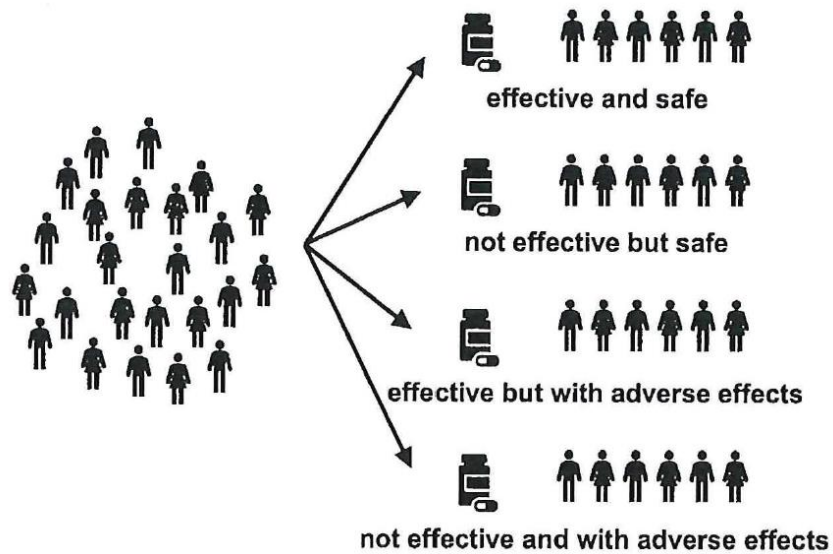 effective and safe
not effective but safe
effective but with adverse effects
not effective and with adverse effects